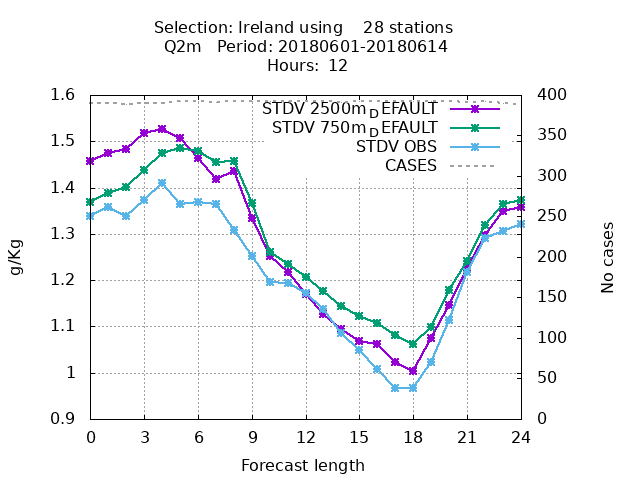 Selection: Ireland using    28 stations
Q2m   Period: 20180601-20180614
Hours: 12
STDV 2500m_DEFAULT
STDV 750m_DEFAULT
STDV OBS
CASES
g/Kg
1.6
1.5
1.4
1.3
1.2
1.1
1
0.9
400
350
300
250
200
150
100
50
0
No cases
0 3 6 9 12 15 18 21 24
Forecast length